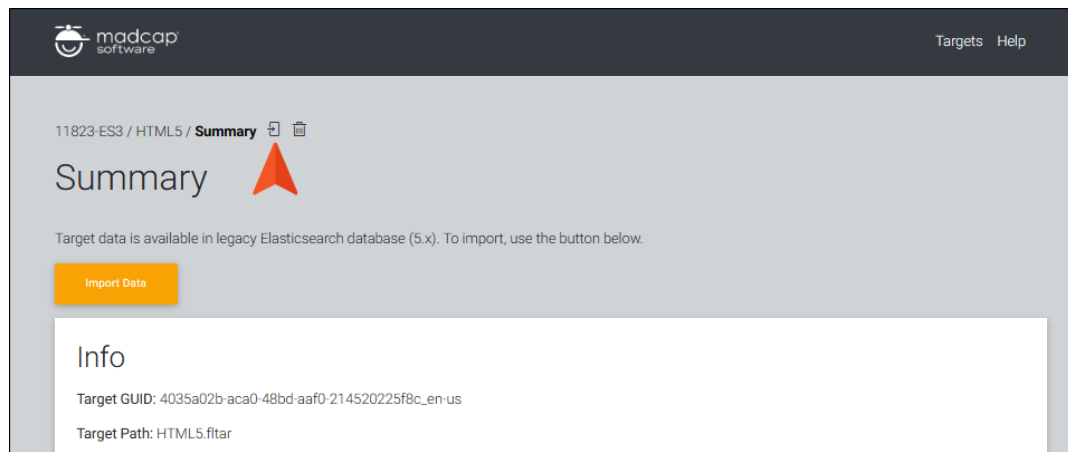 madcap software
Targets Help
11823-ES3 / HTML5 / Summary
Summary
Target data is available in legacy Elasticsearch database (5.x). To import, use the button below.
Import Data
Info
Target GUID: 4035a02b-aca0-48bd-aaf0-214520225f8c_en-us
Target Path: HTML5.fltar